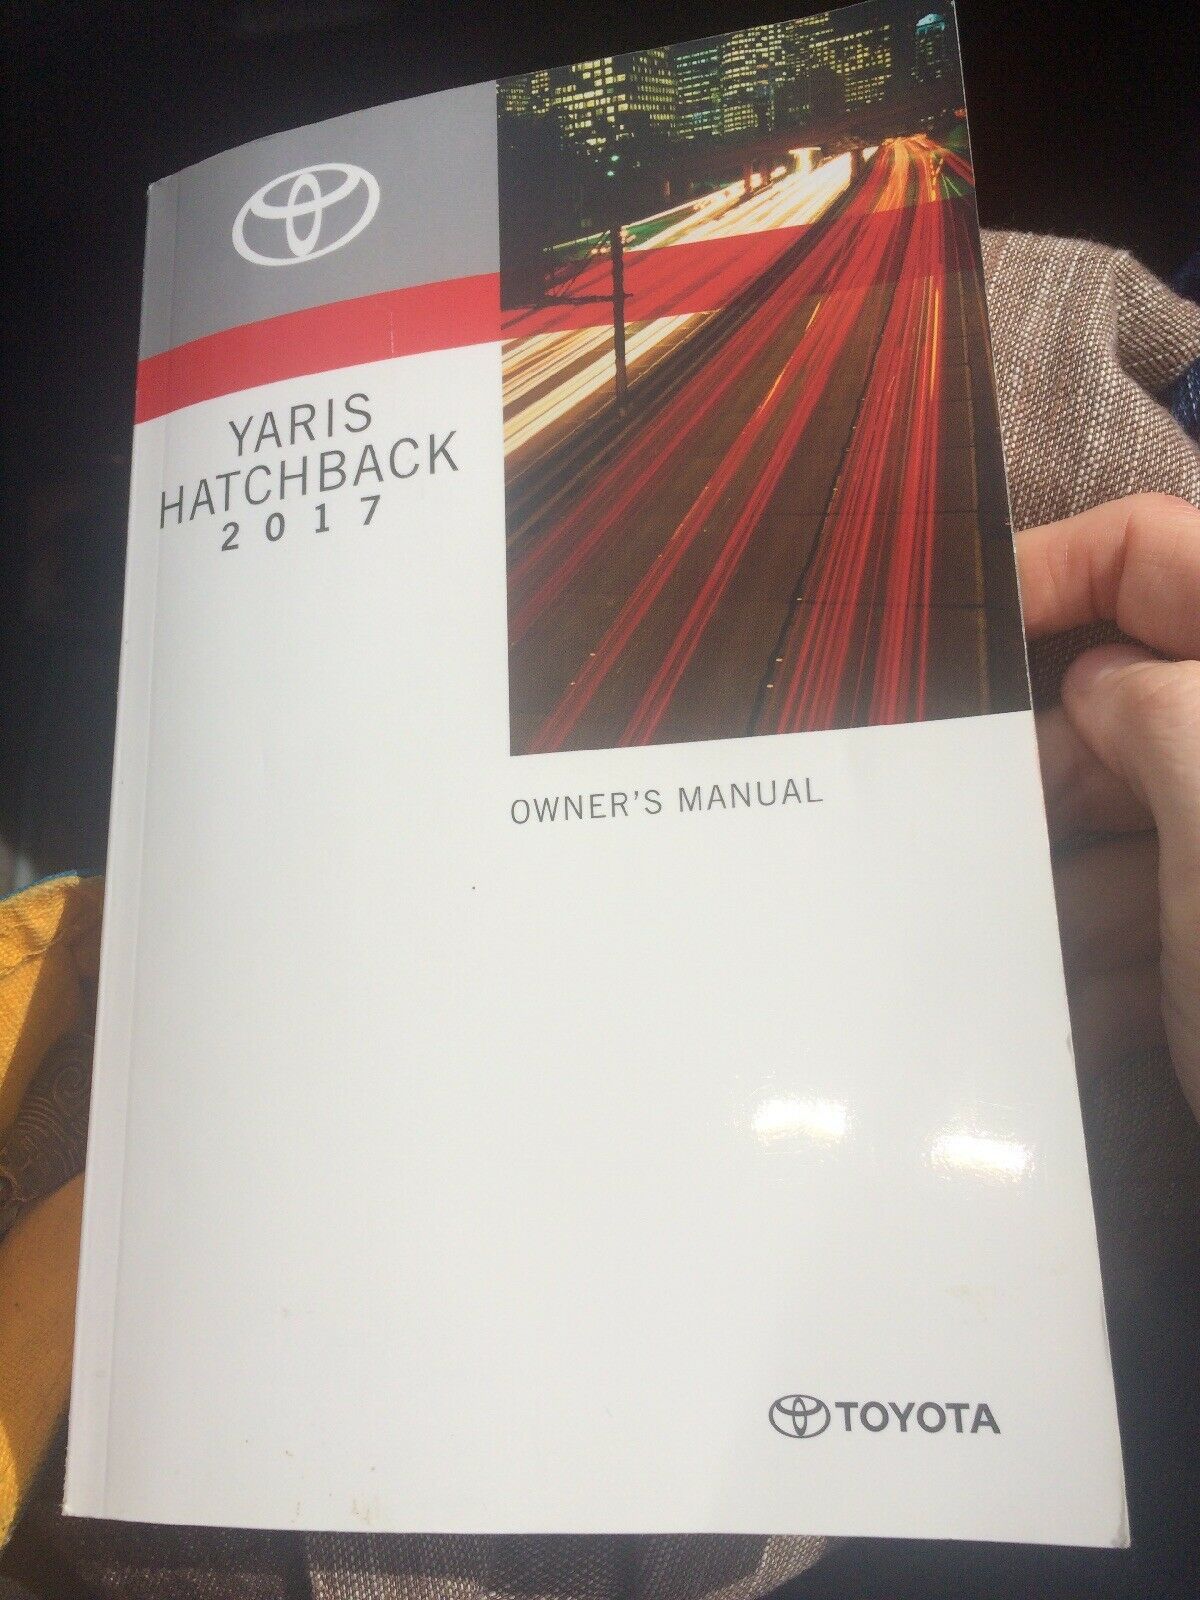 YARIS
HATCHBACK
2017
OWNER'S MANUAL
TOYOTA